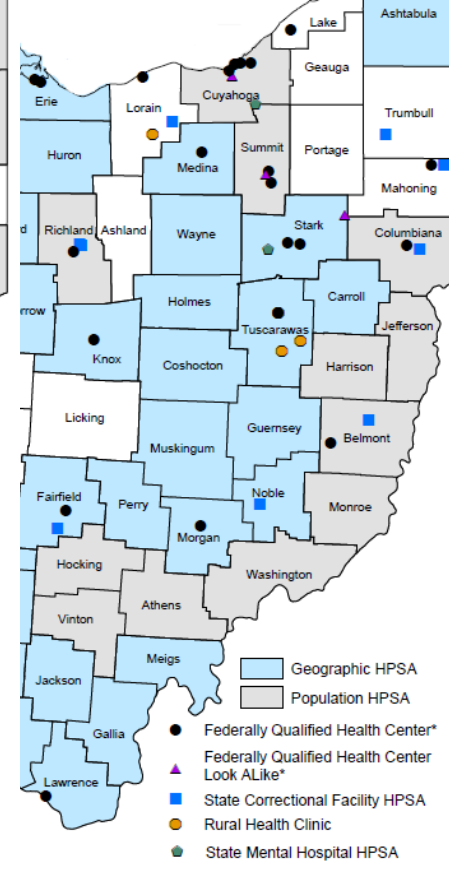 Lake
Ashtabula
Geauga
Erie
Cuyahoga
Lorain
Trumbull
Huron
Summit
Portage
Medina
Mahoning
d
Richland
Ashland
Wayne
Stark
Columbiana
rrow
Holmes
Carroll
Tuscarawas
Jefferson
Knox
Coshocton
Harrison
Licking
Guernsey
Belmont
Muskingum
Fairfield
Perry
Noble
Monroe
Morgan
Hocking
Washington
Athens
Vinton
Meigs
Jackson
Gallia
Lawrence
Geographic HPSA
Population HPSA
Federally Qualified Health Center*
Federally Qualified Health Center
Look ALike*
State Correctional Facility HPSA
Rural Health Clinic
State Mental Hospital HPSA